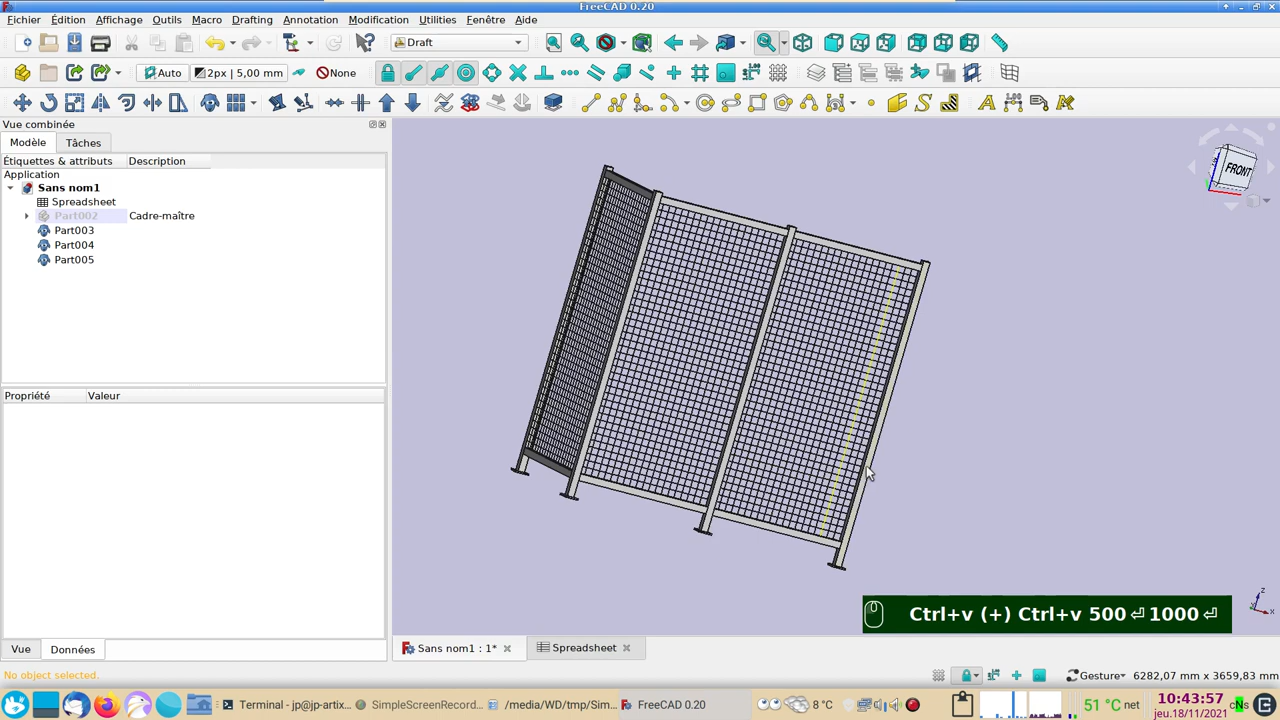 FreeCAD 0.20
Fichier Édition Affichage Outils Macro Drafting Annotation Modification Utilities Fenêtre Aide
Draft
Auto 2px | 5,00 mm None
Vue combinée
Modèle Tâches
Étiquettes & attributs Description
Application
Sans nom1
Spreadsheet
Part002 Cadre-maître
Part003
Part004
Part005
FRONT
Propriété Valeur
Ctrl+v (+) Ctrl+v 500 ⏎ 1000 ⏎
Vue Données
Sans nom1 : 1* Spreadsheet
No object selected. Gesture 6282,07 mm x 3659,83 mm
Terminal - jp@jp-artix... SimpleScreenRecord... /media/WD/tmp/Sim... FreeCAD 0.20 8 °C 51 °C net 10:43:57 cNs
jeu.18/11/2021